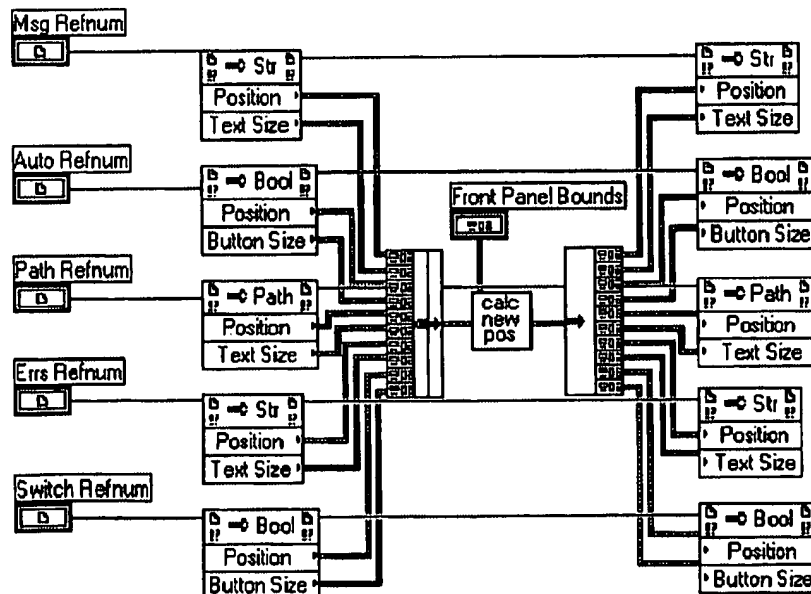 Msg Refnum
Str
Position
Text Size
Str
Position
Text Size
Auto Refnum
Bool
Position
Button Size
Front Panel Bounds
Bool
Position
Button Size
Path Refnum
Path
Position
Text Size
calc
new
pos
Path
Position
Text Size
Errs Refnum
Str
Position
Text Size
Str
Position
Text Size
Switch Refnum
Bool
Position
Button Size
Bool
Position
Button Size